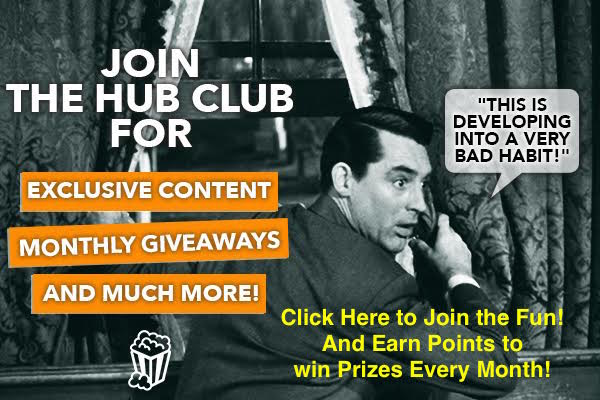 JOIN
THE HUB CLUB
FOR
EXCLUSIVE CONTENT
MONTHLY GIVEAWAYS
AND MUCH MORE!
"THIS IS
DEVELOPING
INTO A VERY
BAD HABIT!"
Click Here to Join the Fun!
And Earn Points to
win Prizes Every Month!